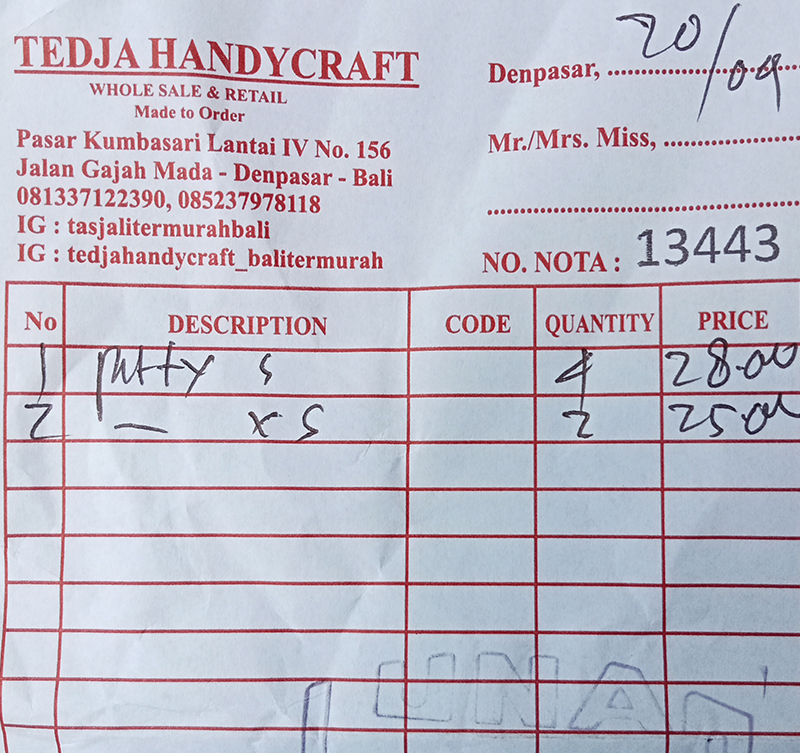 TEDJA HANDYCRAFT
WHOLE SALE & RETAIL
Made to Order
Pasar Kumbasari Lantai IV No. 156
Jalan Gajah Mada - Denpasar - Bali
081337122390, 085237978118
IG : tasjalitermurahbali
IG : tedjahandycraft_balitermurah
Denpasar, 20/09
Mr./Mrs. Miss,
NO. NOTA : 13443
No DESCRIPTION CODE QUANTITY PRICE
1 putty s 4 28.00
2 — xs 2 25.00
LUNA